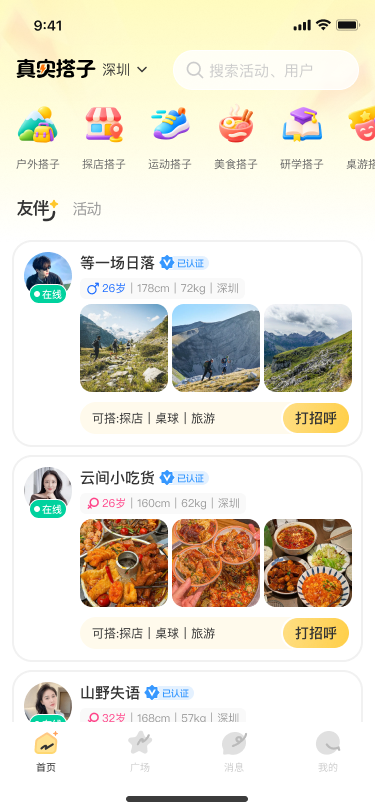 9:41
真实搭子 深圳 搜索活动、用户
户外搭子 探店搭子 运动搭子 美食搭子 研学搭子 桌游搭
友伴 活动
等一场日落 已认证
在线 26岁 | 178cm | 72kg | 深圳
可搭:探店 | 桌球 | 旅游 打招呼
云间小吃货 已认证
在线 26岁 | 160cm | 62kg | 深圳
可搭:探店 | 桌球 | 旅游 打招呼
山野失语 已认证
32岁 | 168cm | 57kg | 深圳
首页 广场 消息 我的